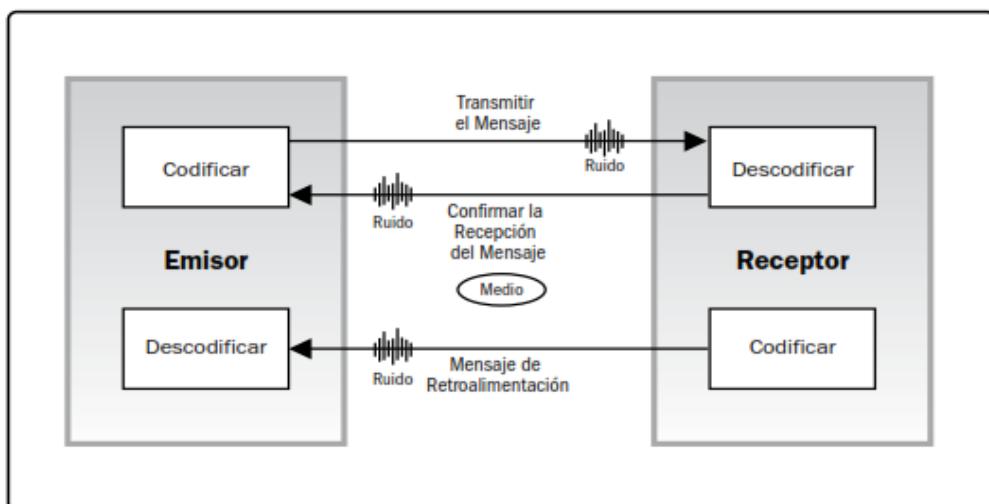 Transmitir
el Mensaje
Ruido
Codificar
Descodificar
Ruido
Confirmar la
Recepción
del Mensaje
Emisor
Receptor
Medio
Descodificar
Codificar
Ruido
Mensaje de
Retroalimentación